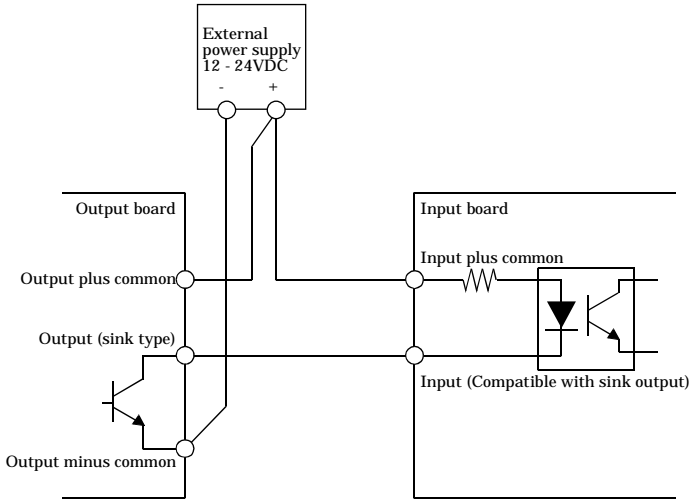 External
power supply
12 - 24VDC
- +
Output board
Input board
Input plus common
Output plus common
Output (sink type)
Input (Compatible with sink output)
Output minus common